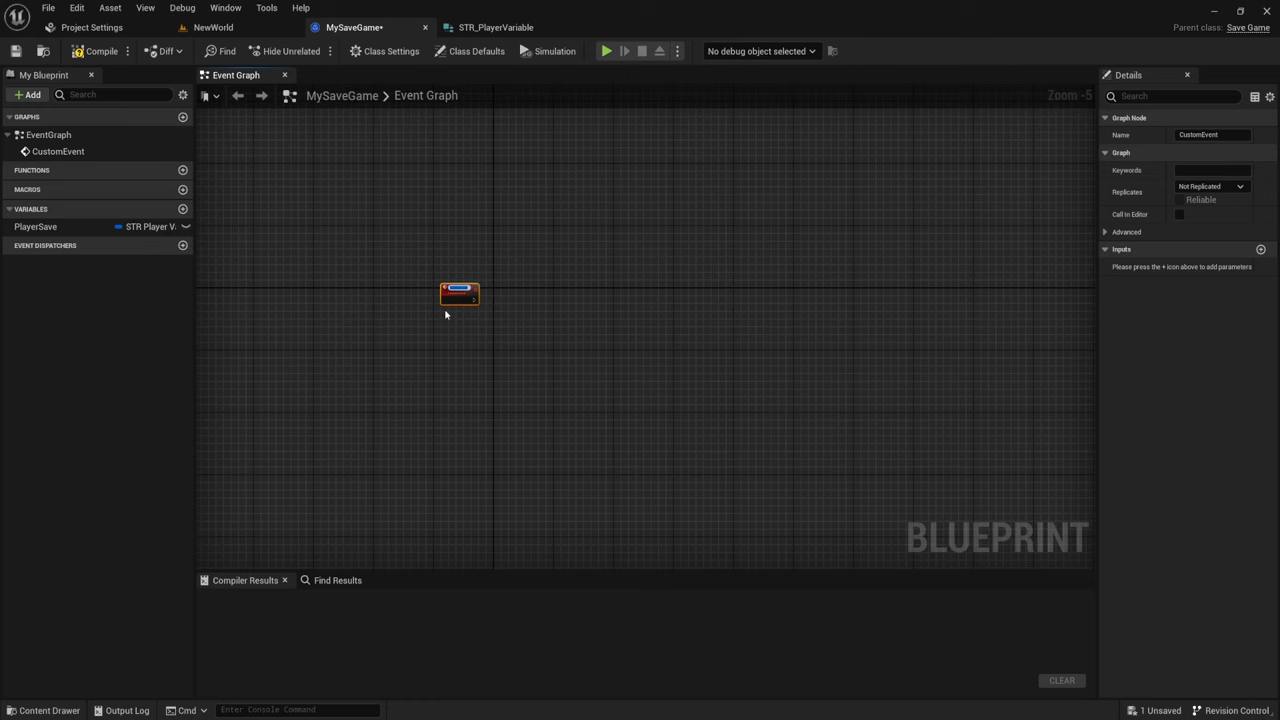 File Edit Asset View Debug Window Tools Help
Project Settings NewWorld MySaveGame* STR_PlayerVariable Parent class: Save Game
Compile Diff Find Hide Unrelated Class Settings Class Defaults Simulation No debug object selected
My Blueprint Event Graph Details
Add Search MySaveGame > Event Graph Zoom -5 Search
GRAPHS Graph Node
EventGraph Name CustomEvent
CustomEvent Graph
FUNCTIONS Keywords
MACROS Replicates Not Replicated
Reliable
VARIABLES Call In Editor
PlayerSave STR Player V
Advanced
EVENT DISPATCHERS Inputs
Please press the + icon above to add parameters
BLUEPRINT
Compiler Results Find Results
CLEAR
Content Drawer Output Log Cmd Enter Console Command 1 Unsaved Revision Control